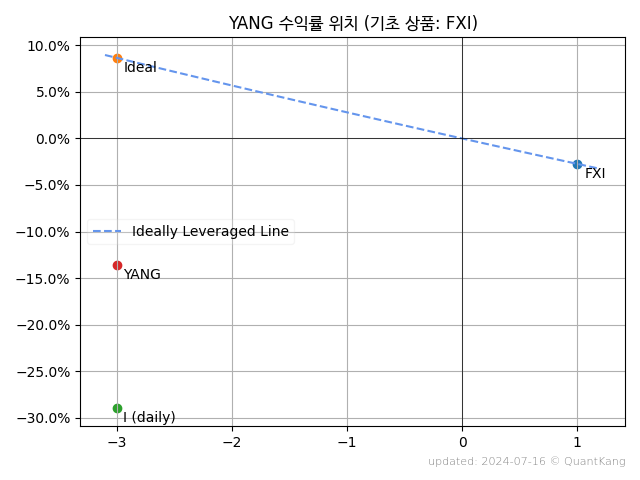 YANG 수익률 위치 (기초 상품: FXI)
10.0%
5.0%
0.0%
−5.0%
−10.0%
−15.0%
−20.0%
−25.0%
−30.0%
Ideal
FXI
Ideally Leveraged Line
YANG
I (daily)
−3
−2
−1
0
1
updated: 2024-07-16 © QuantKang